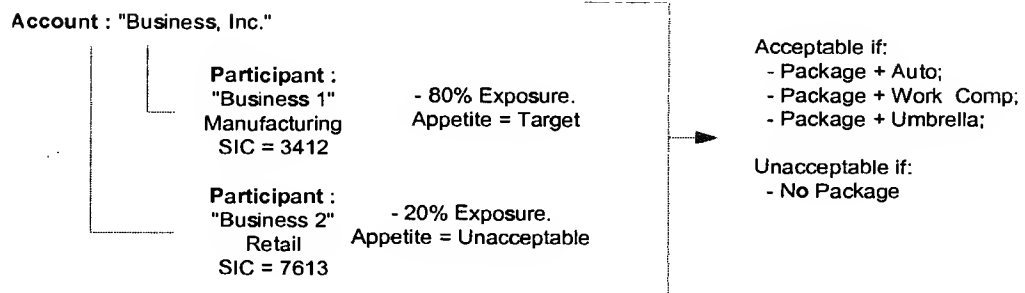 Account : "Business, Inc."
Participant :
"Business 1"
Manufacturing
SIC = 3412
- 80% Exposure.
Appetite = Target
Participant :
"Business 2"
Retail
SIC = 7613
- 20% Exposure.
Appetite = Unacceptable
Acceptable if:
- Package + Auto;
- Package + Work Comp;
- Package + Umbrella;
Unacceptable if:
- No Package